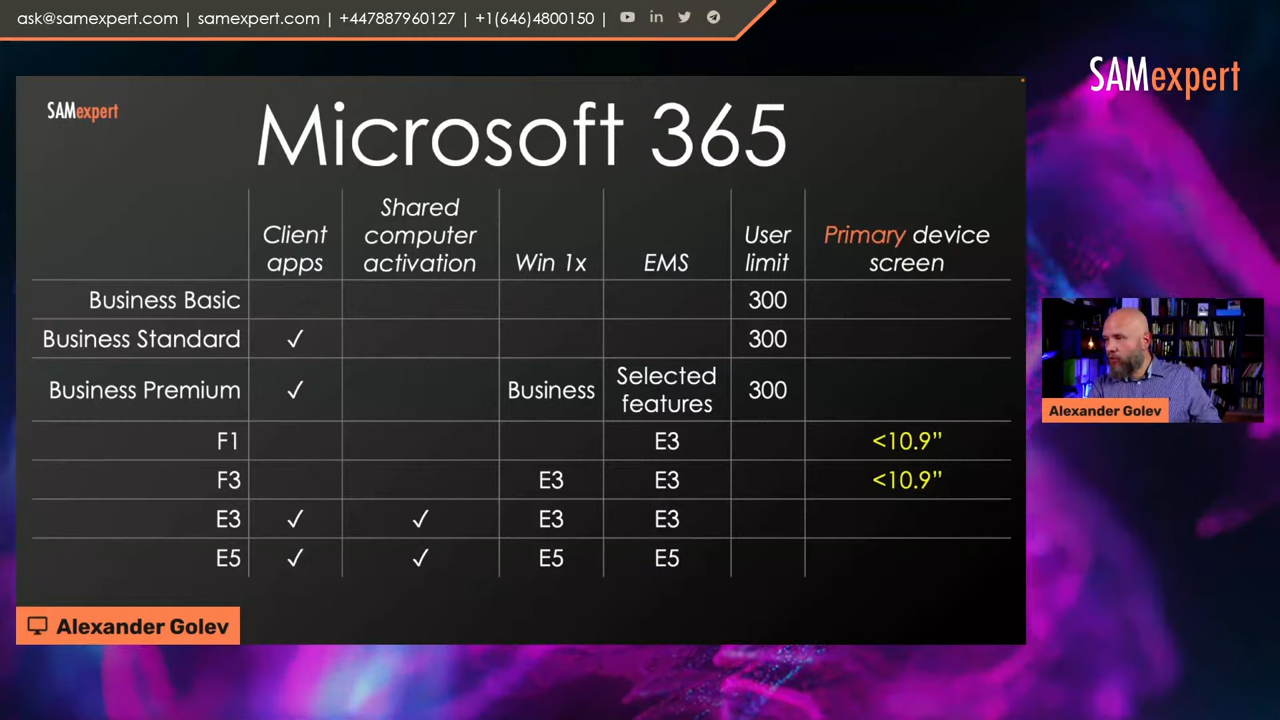 ask@samexpert.com | samexpert.com | +447887960127 | +1(646)4800150 |
SAMexpert
SAMexpert
Microsoft 365
Client apps
Shared computer activation
Win 1x
EMS
User limit
Primary device screen
Business Basic 300
Business Standard ✓ 300
Business Premium ✓ Business Selected features 300
F1 E3 <10.9”
F3 E3 E3 <10.9”
E3 ✓ ✓ E3 E3
E5 ✓ ✓ E5 E5
Alexander Golev
Alexander Golev